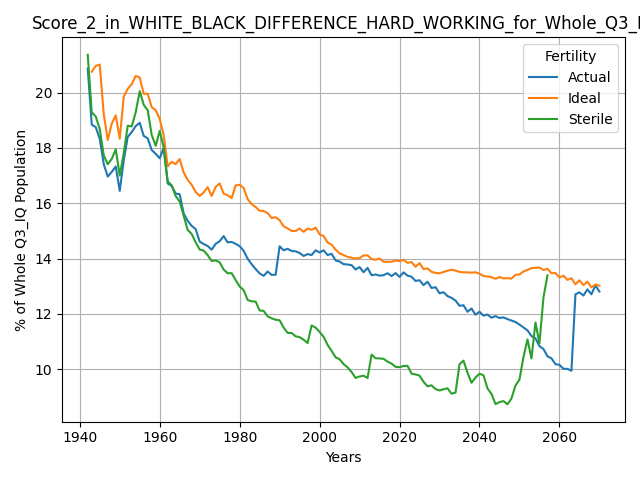 Score_2_in_WHITE_BLACK_DIFFERENCE_HARD_WORKING_for_Whole_Q3_I
Fertility
Actual
Ideal
Sterile
% of Whole Q3_IQ Population
20
18
16
14
12
10
1940
1960
1980
2000
2020
2040
2060
Years